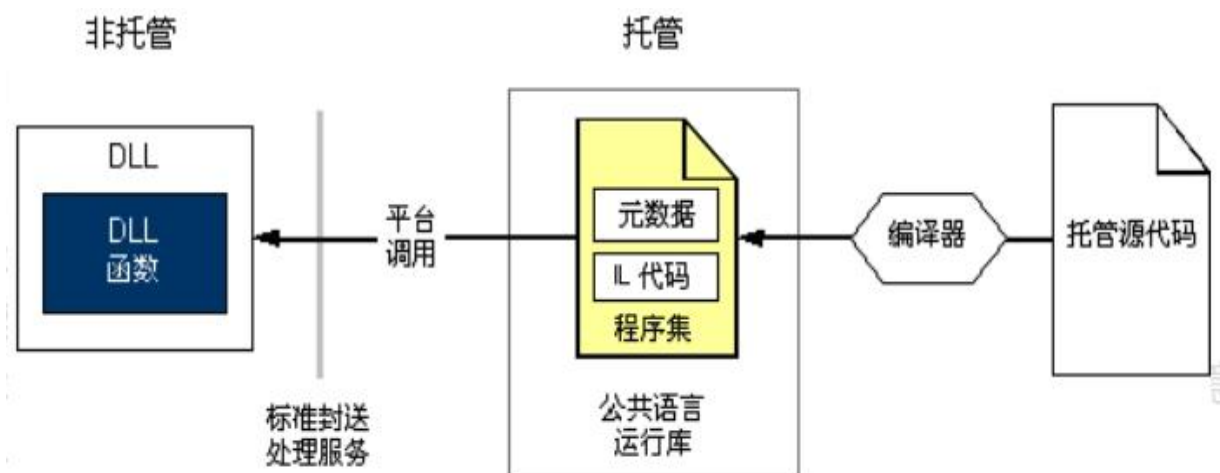 非托管
托管
DLL
DLL
函数
平台
调用
标准封送
处理服务
元数据
IL 代码
程序集
公共语言
运行库
编译器
托管源代码